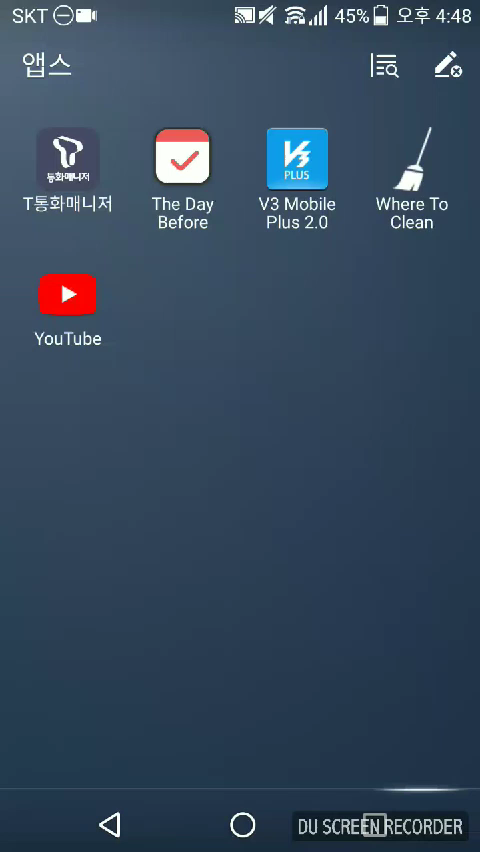 SKT 45% 오후 4:48
앱스
통화매니저
T통화매니저
The Day
Before
V3
PLUS
V3 Mobile
Plus 2.0
Where To
Clean
YouTube
DU SCREEN RECORDER